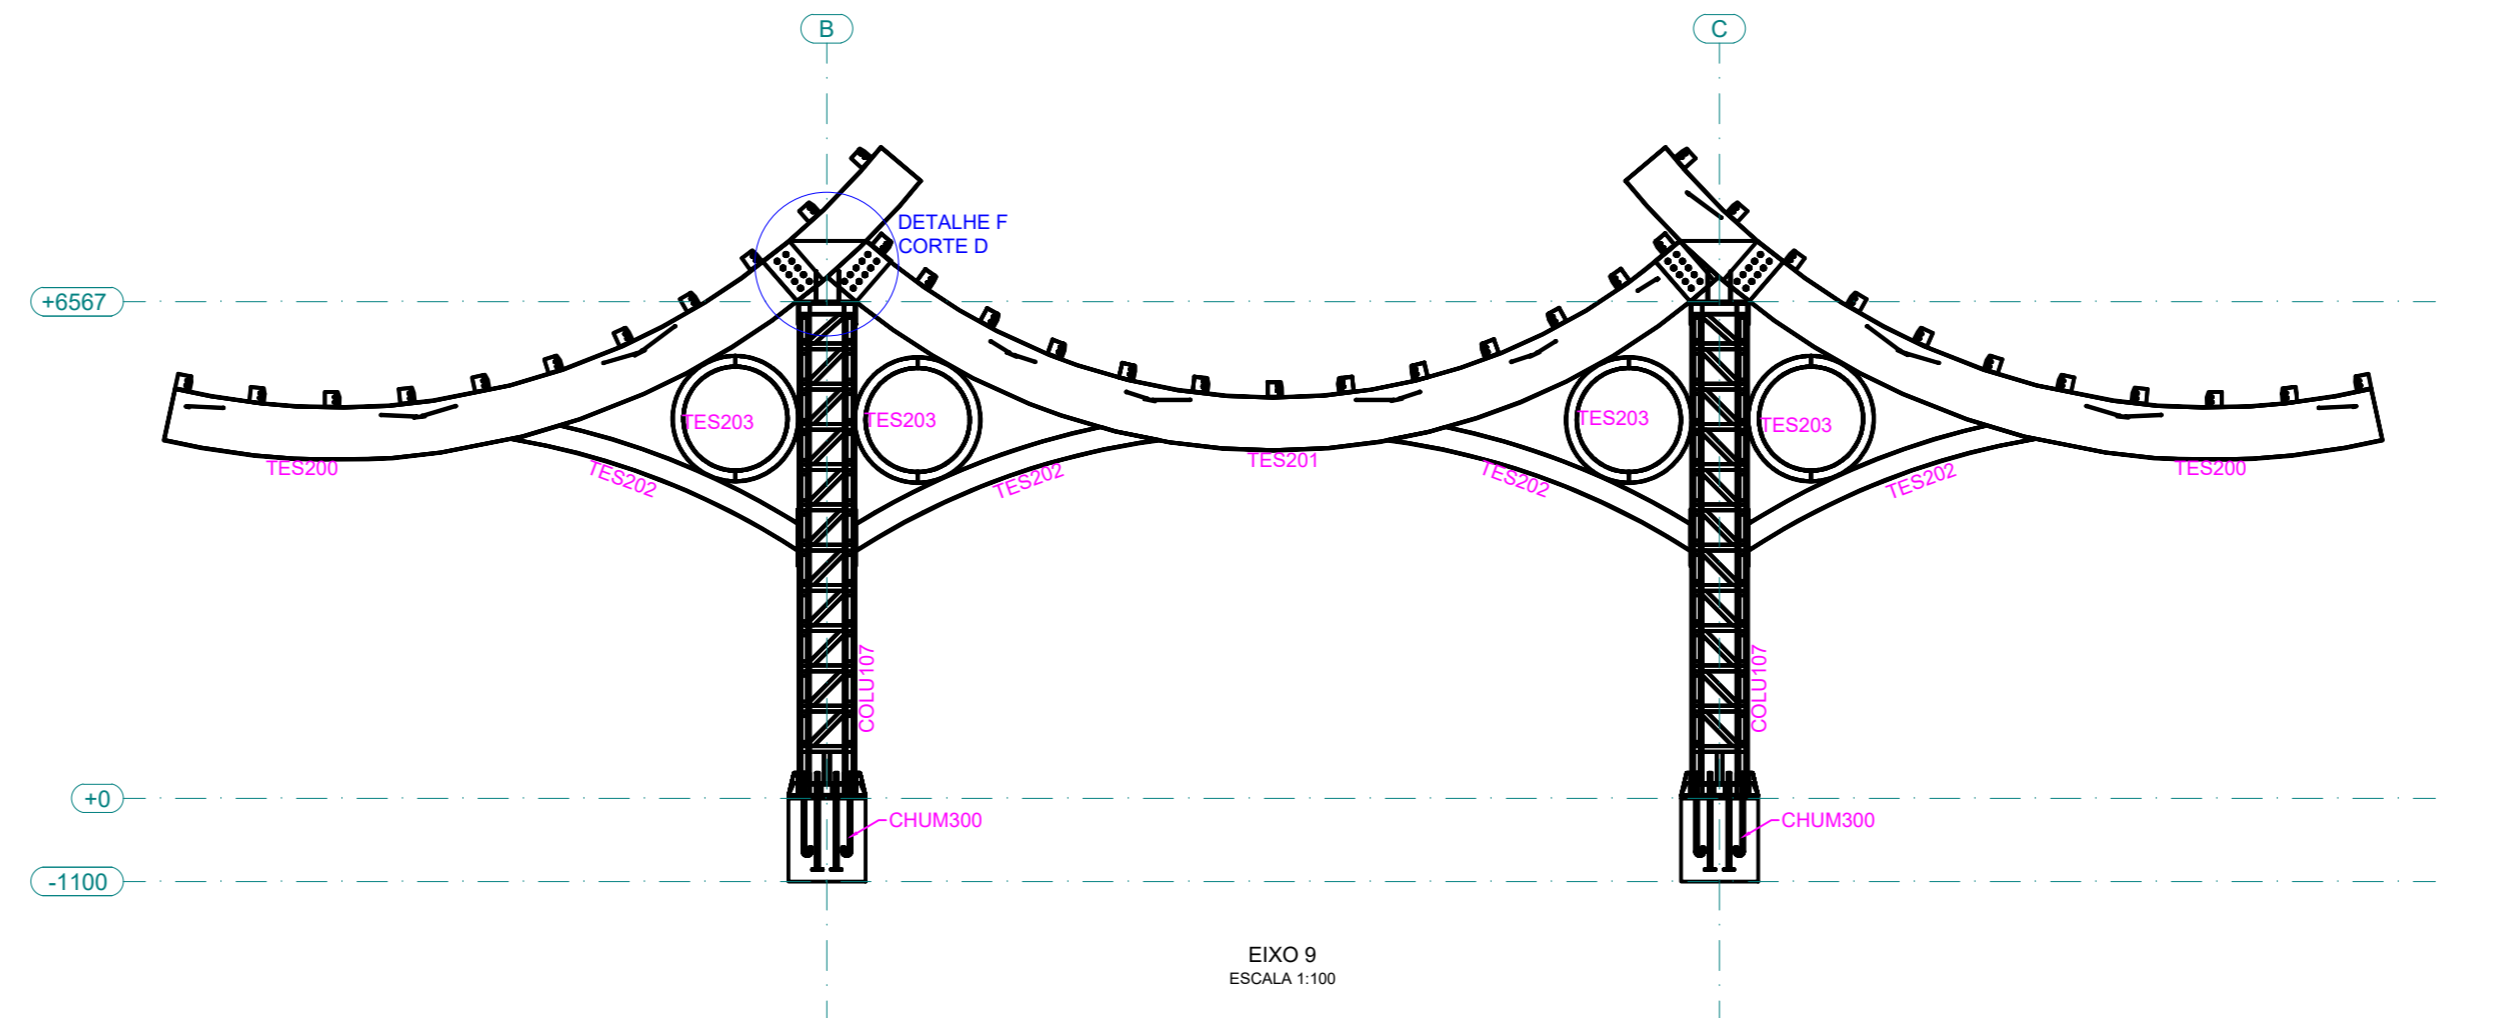 B
C
DETALHE F
CORTE D
+6567
TES203
TES203
TES203
TES203
TES200
TES202
TES202
TES201
TES202
TES202
TES200
COLU107
COLU107
+0
CHUM300
CHUM300
-1100
EIXO 9
ESCALA 1:100